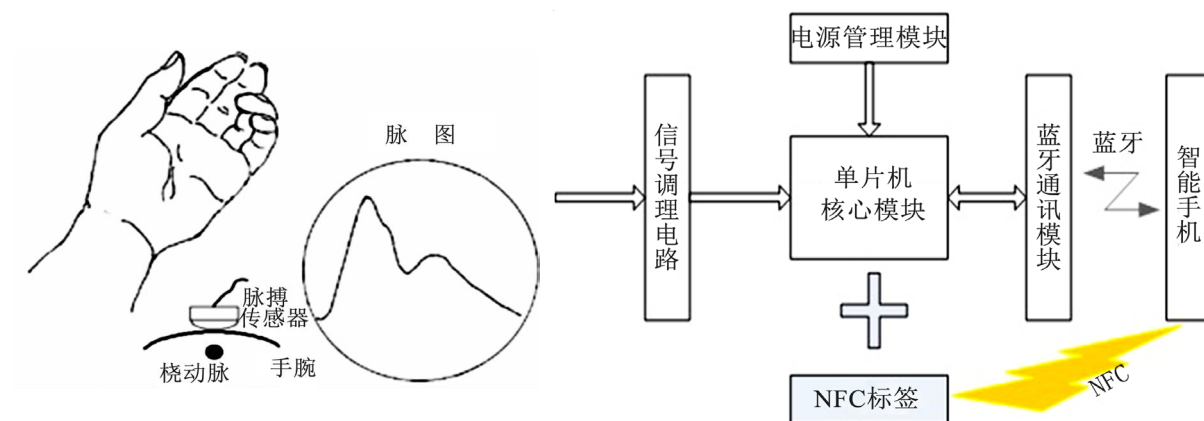 脉 图
脉搏
传感器
桡动脉
手腕
电源管理模块
信号调理电路
单片机
核心模块
蓝牙通讯模块
蓝牙
智能手机
NFC标签
NFC